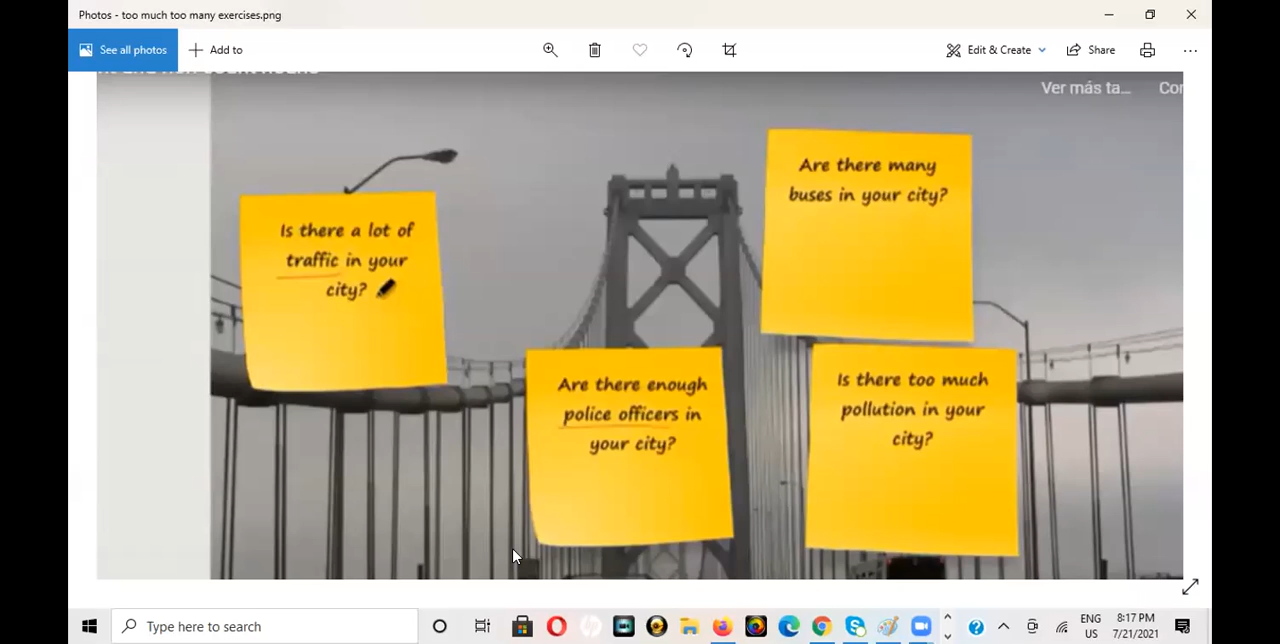 Photos - too much too many exercises.png
See all photos
Add to
Edit & Create
Share
Ver más ta...
Cor
Is there a lot of
traffic in your
city?
Are there many
buses in your city?
Are there enough
police officers in
your city?
Is there too much
pollution in your
city?
Type here to search
ENG
US
8:17 PM
7/21/2021